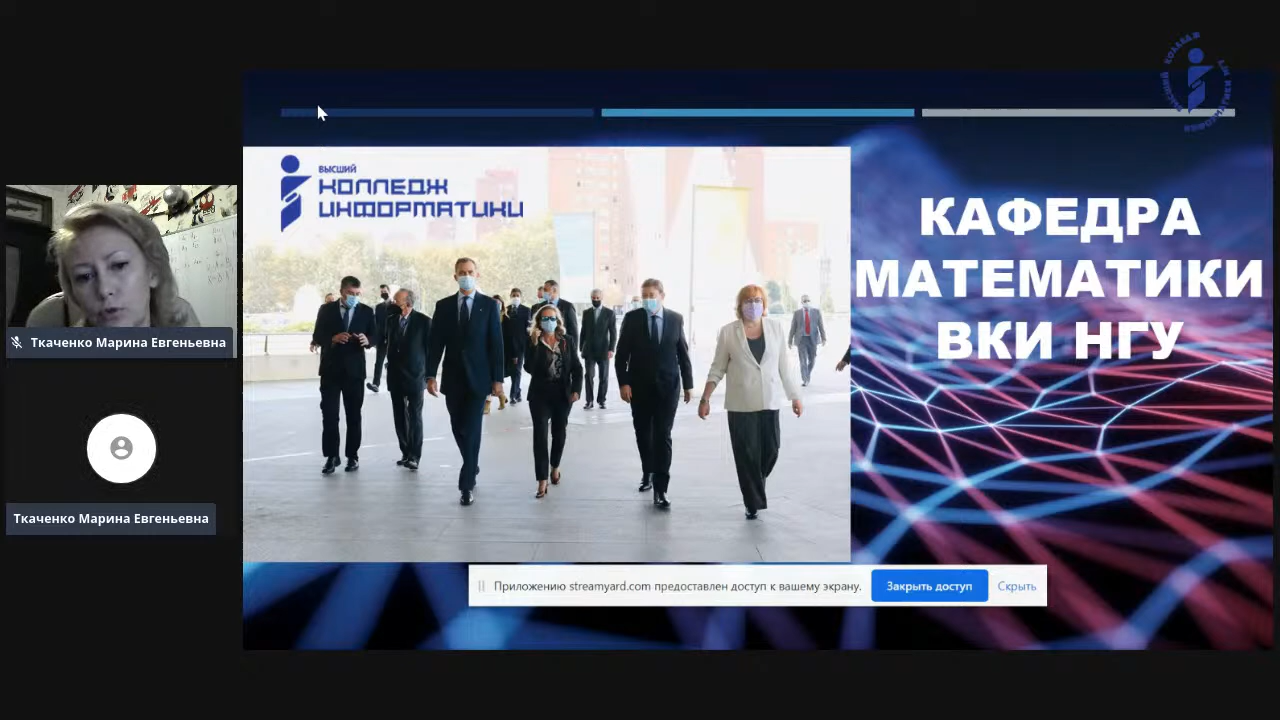 ВЫСШИЙ
КОЛЛЕДЖ
ИНФОРМАТИКИ
КАФЕДРА
МАТЕМАТИКИ
ВКИ НГУ
Ткаченко Марина Евгеньевна
Ткаченко Марина Евгеньевна
Приложению streamyard.com предоставлен доступ к вашему экрану.
Закрыть доступ
Скрыть